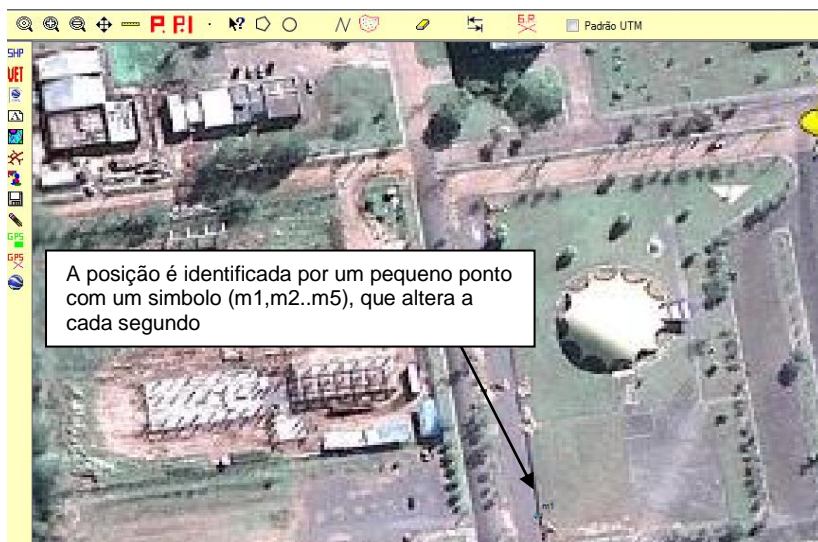 P. P.I G.P. Padrão UTM
SHP
VET
A
GPS
GPS
A posição é identificada por um pequeno ponto
com um simbolo (m1,m2..m5), que altera a
cada segundo
m1